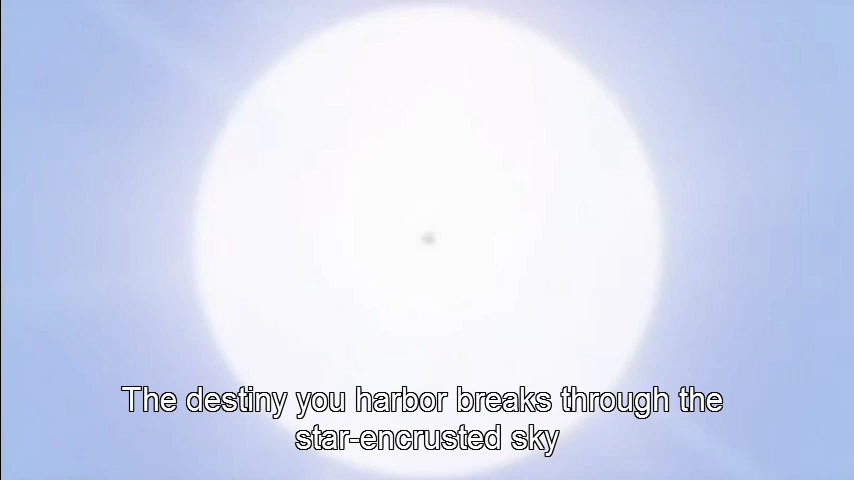 The destiny you harbor breaks through the
star-encrusted sky